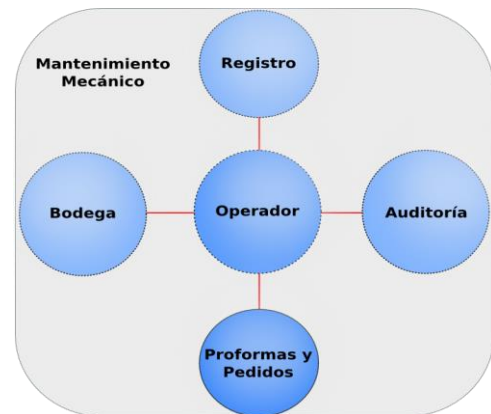 Mantenimiento
Mecánico
Registro
Bodega
Operador
Auditoría
Proformas y
Pedidos